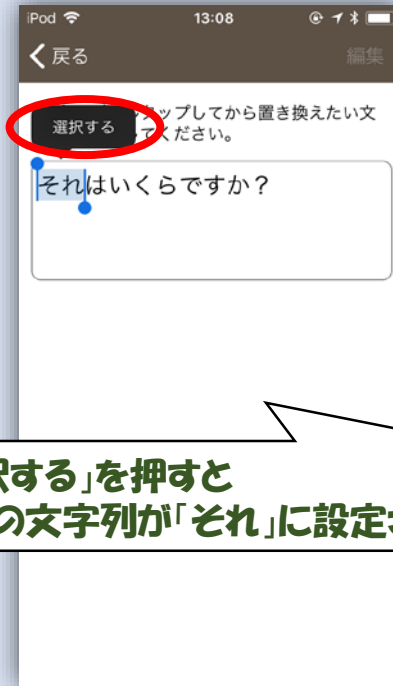 iPod 13:08
戻る 編集
タップしてから置き換えたい文
選択する てください。
それはいくらですか？
択する」を押すと
の文字列が「それ」に設定